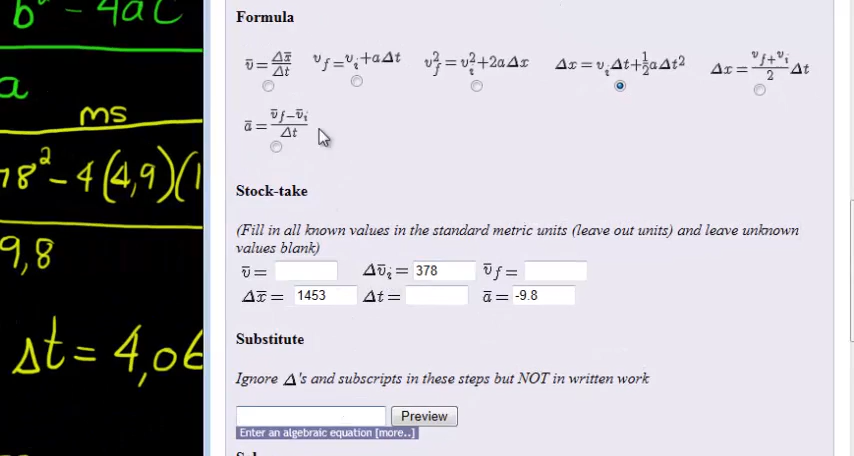 b² - 4ac
a
ms
78² - 4(4,9)(1
9,8
Δt = 4,06
Formula
v̄ = Δx̄/Δt
v_f = v_i + aΔt
v_f² = v_i² + 2aΔx
Δx = v_iΔt + ½aΔt²
Δx = (v_f + v_i)/2 Δt
ā = (v̄_f − v̄_i)/Δt
Stock-take
(Fill in all known values in the standard metric units (leave out units) and leave unknown
values blank)
v̄ =
Δv̄_i = 378
v̄_f =
Δx̄ = 1453
Δt =
ā = -9.8
Substitute
Ignore Δ's and subscripts in these steps but NOT in written work
Preview
Enter an algebraic equation [more..]